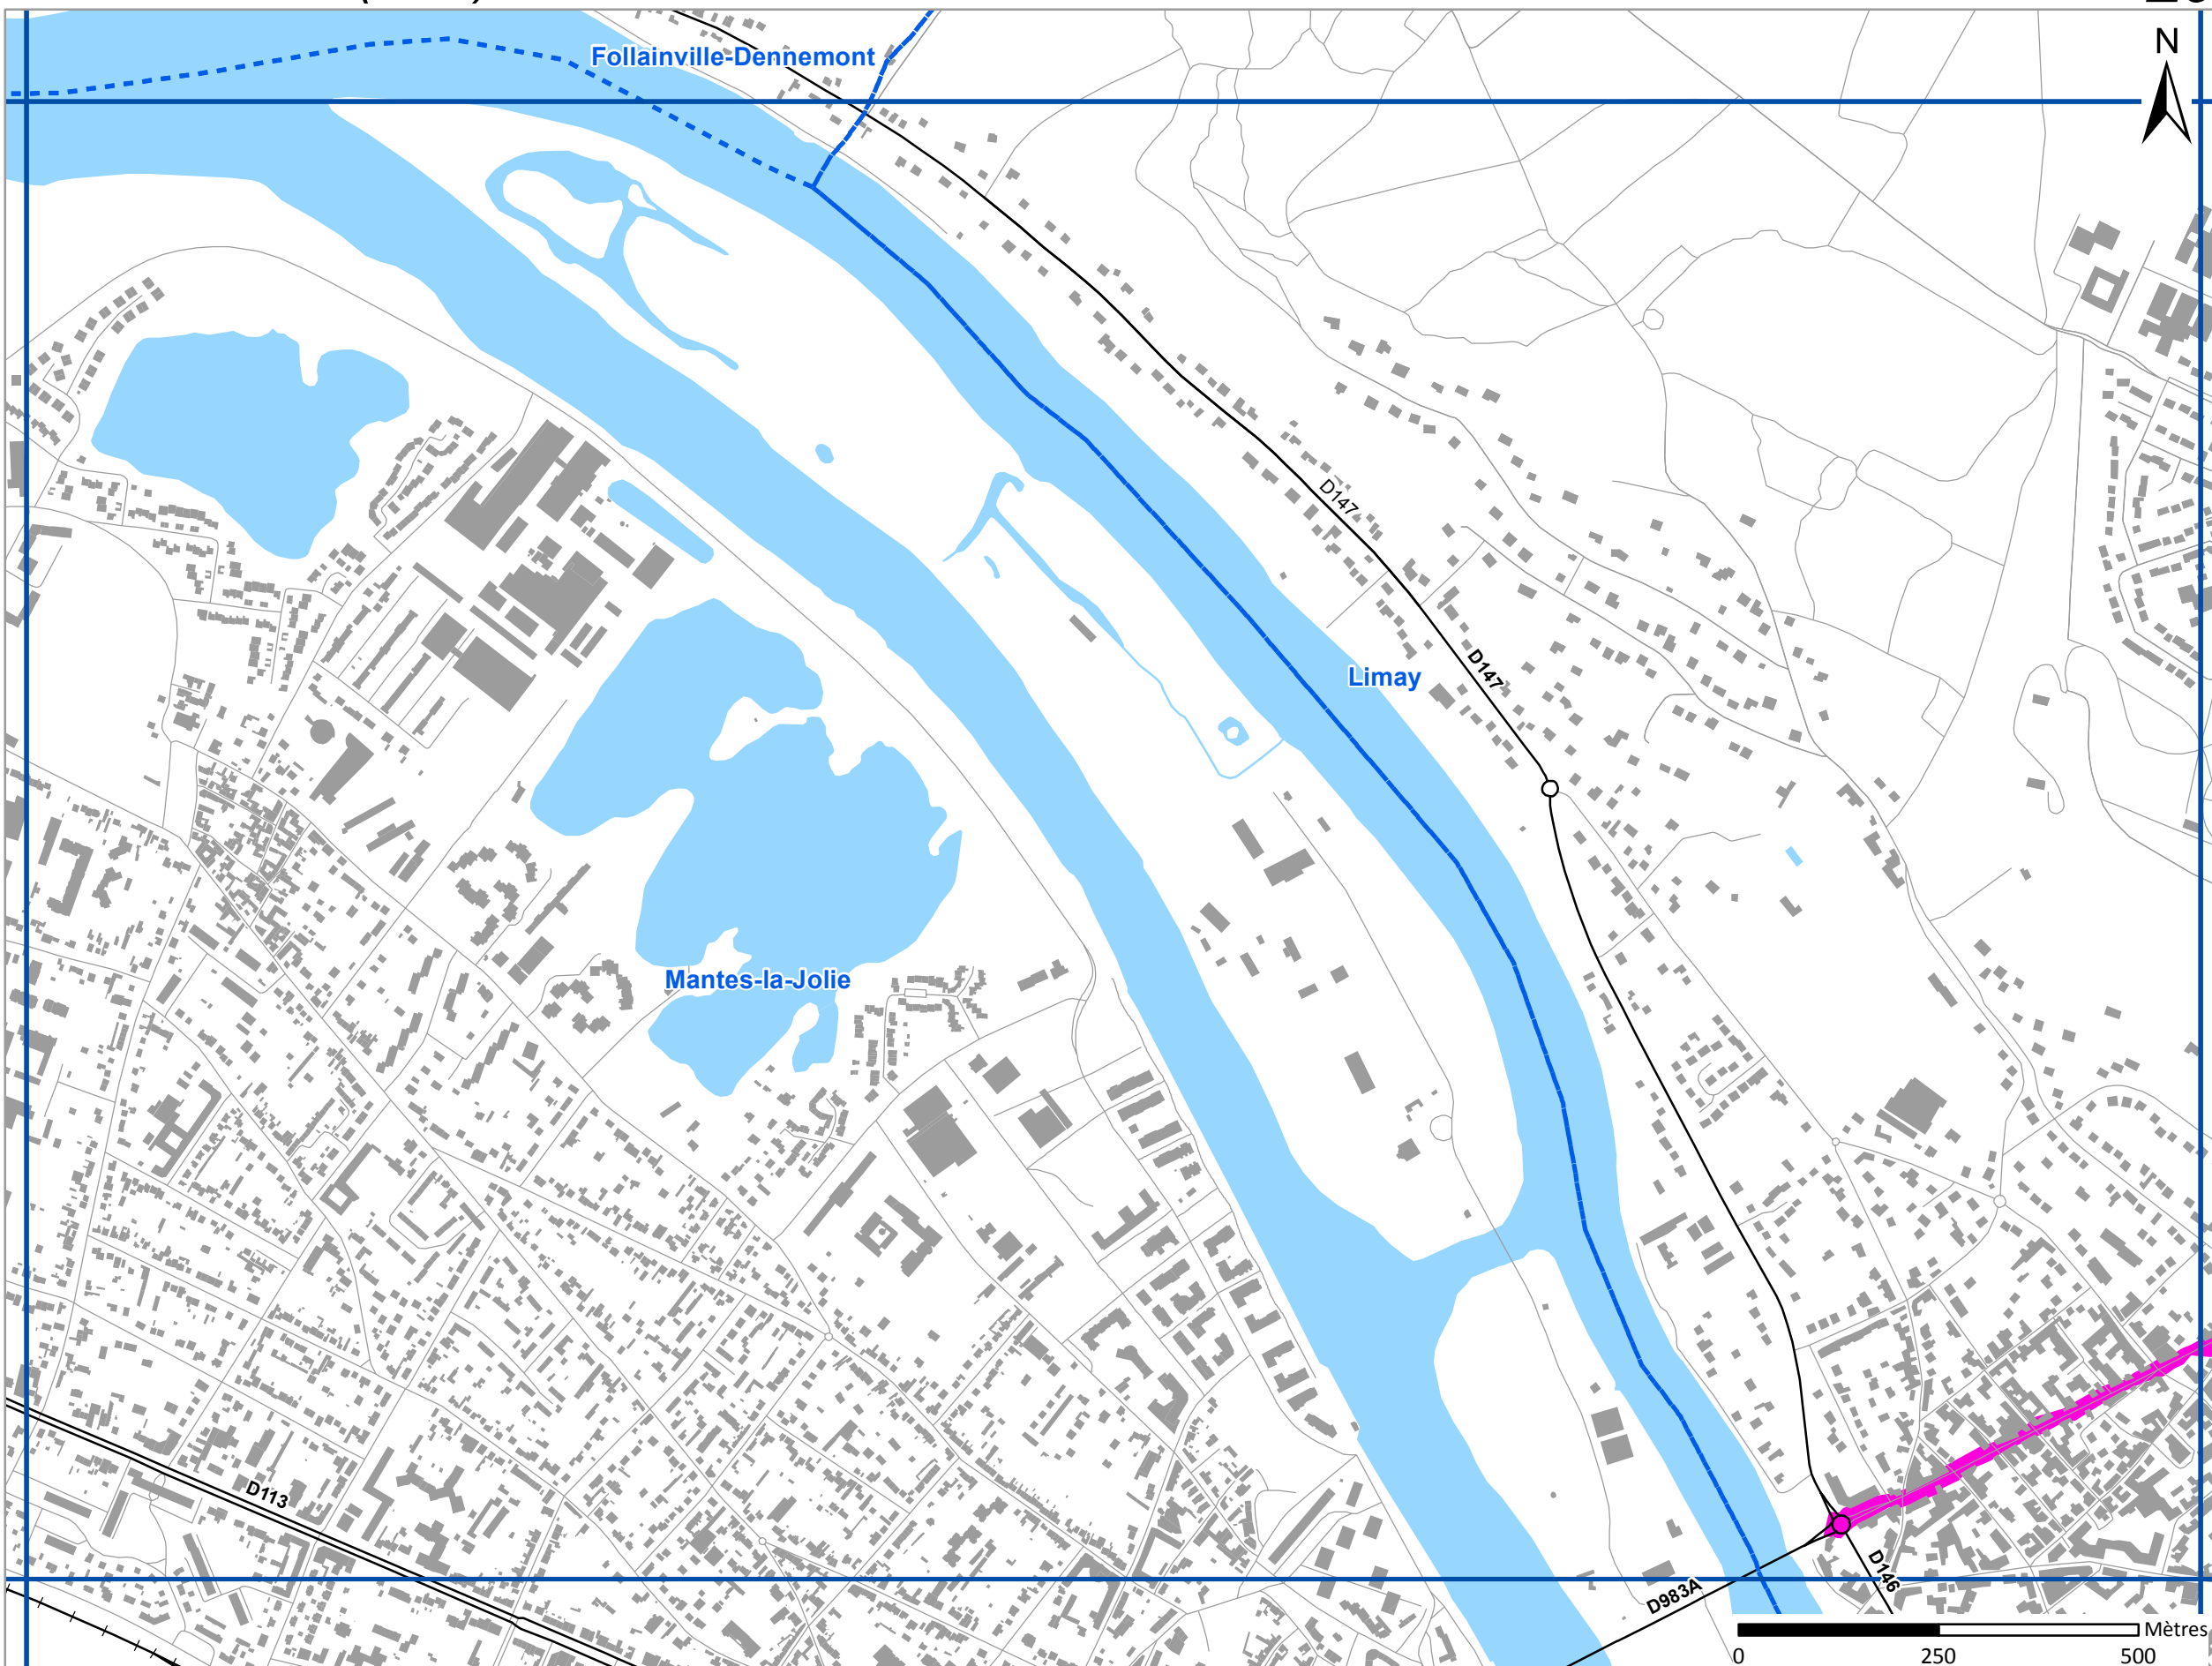 N
Follainville-Dennemont
D147
D147
Limay
Mantes-la-Jolie
D113
D146
D983A
Mètres
0 250 500